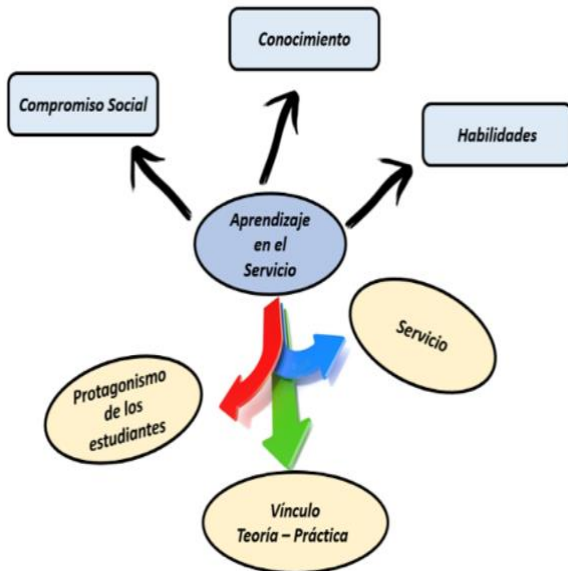 Conocimiento
Compromiso Social
Habilidades
Aprendizaje
en el
Servicio
Servicio
Protagonismo
de los
estudiantes
Vínculo
Teoría – Práctica